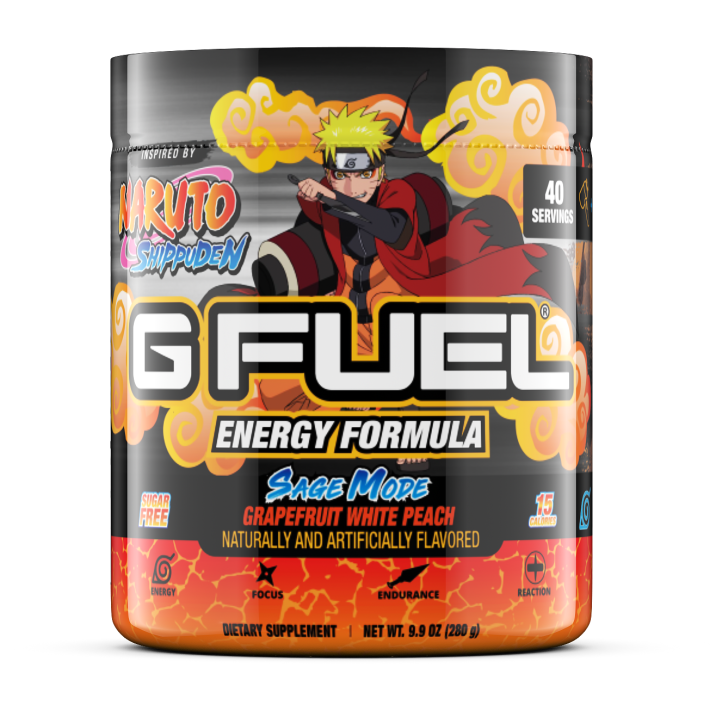 INSPIRED BY
NARUTO
SHIPPUDEN
40
SERVINGS
G FUEL®
ENERGY FORMULA
SAGE MODE
GRAPEFRUIT WHITE PEACH
NATURALLY AND ARTIFICIALLY FLAVORED
SUGAR
FREE
15
CALORIES
ENERGY
FOCUS
ENDURANCE
REACTION
DIETARY SUPPLEMENT | NET WT. 9.9 OZ (280 g)